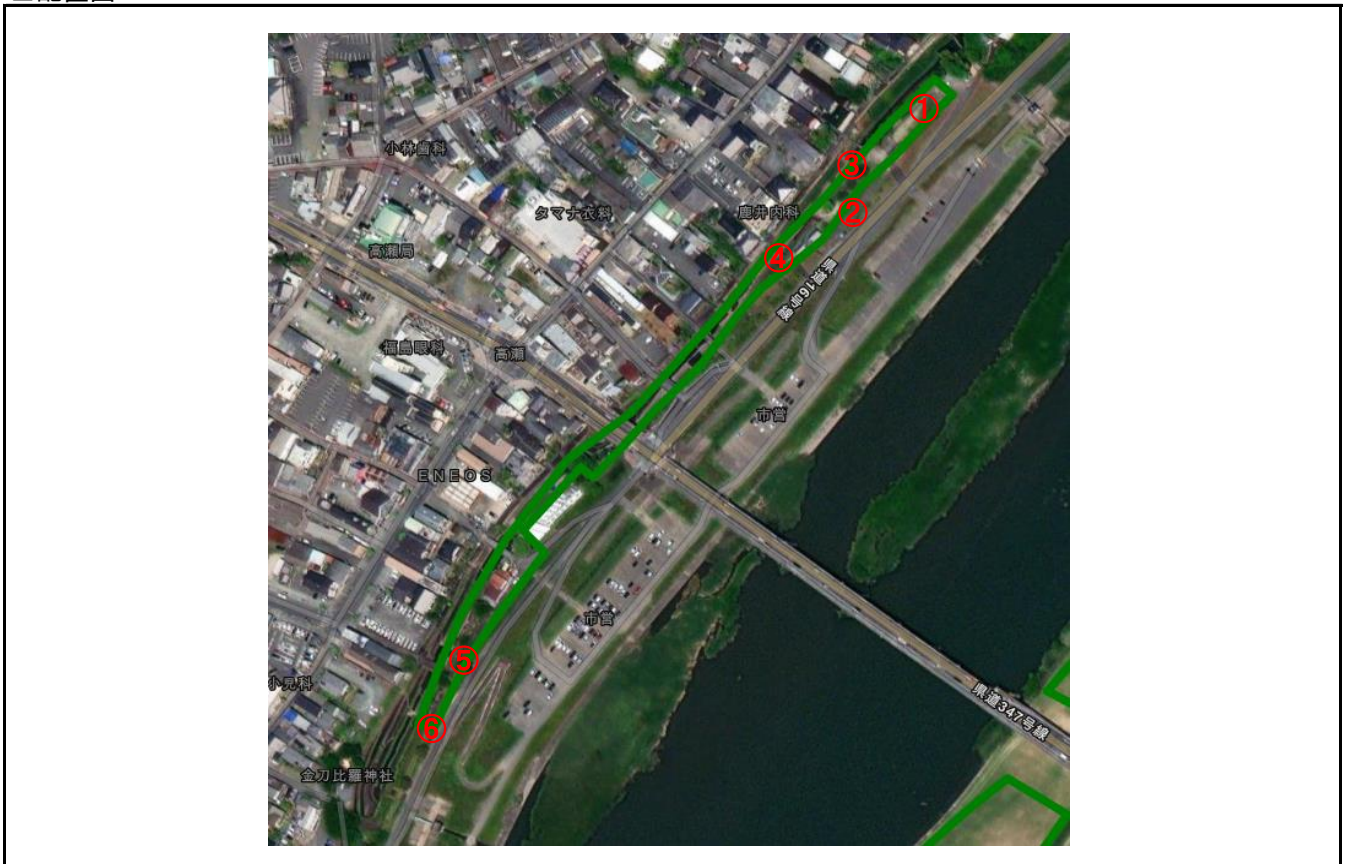 ①
小林歯科
③
タマナ衣料
鹿井内科
②
高瀬局
④
県道16号線
福島眼科
高瀬
市営
ENEOS
市営
⑤
小児科
県道347号線
⑥
金刀比羅神社